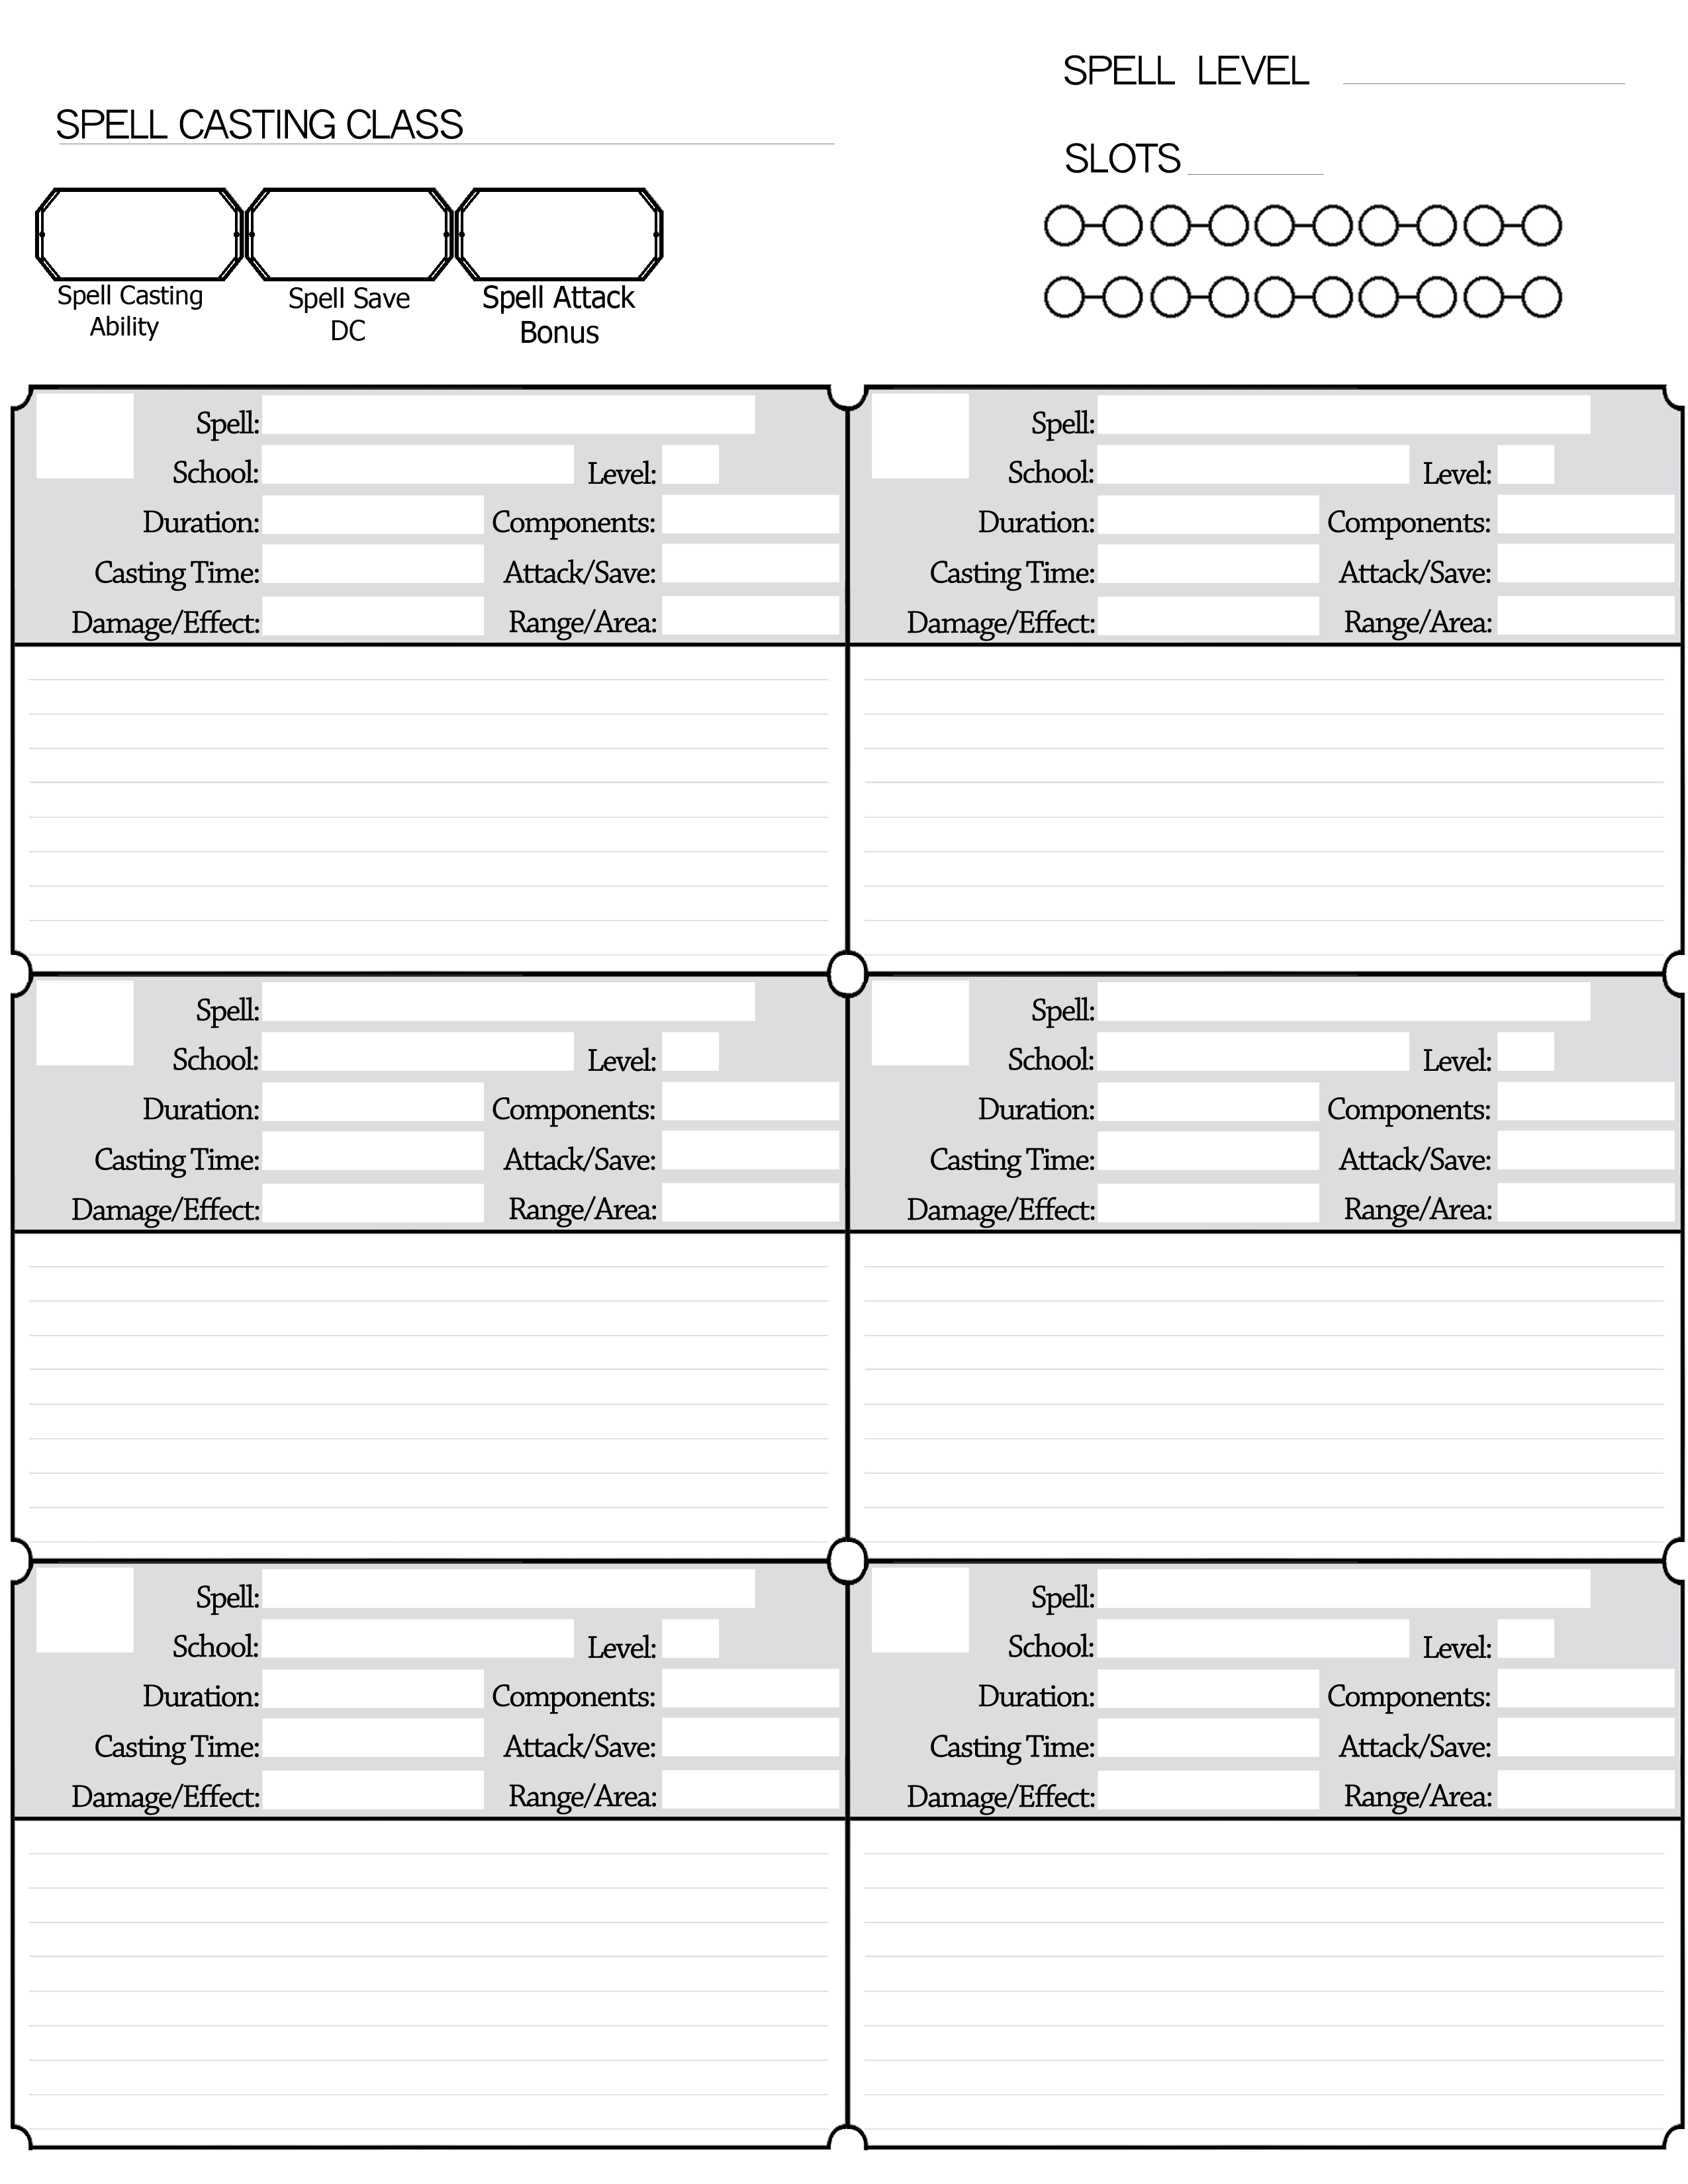 SPELL LEVEL
SPELL CASTING CLASS
SLOTS
Spell Casting
Ability
Spell Save
DC
Spell Attack
Bonus
Spell:
School: Level:
Duration: Components:
Casting Time: Attack/Save:
Damage/Effect: Range/Area:
Spell:
School: Level:
Duration: Components:
Casting Time: Attack/Save:
Damage/Effect: Range/Area:
Spell:
School: Level:
Duration: Components:
Casting Time: Attack/Save:
Damage/Effect: Range/Area:
Spell:
School: Level:
Duration: Components:
Casting Time: Attack/Save:
Damage/Effect: Range/Area:
Spell:
School: Level:
Duration: Components:
Casting Time: Attack/Save:
Damage/Effect: Range/Area:
Spell:
School: Level:
Duration: Components:
Casting Time: Attack/Save:
Damage/Effect: Range/Area: